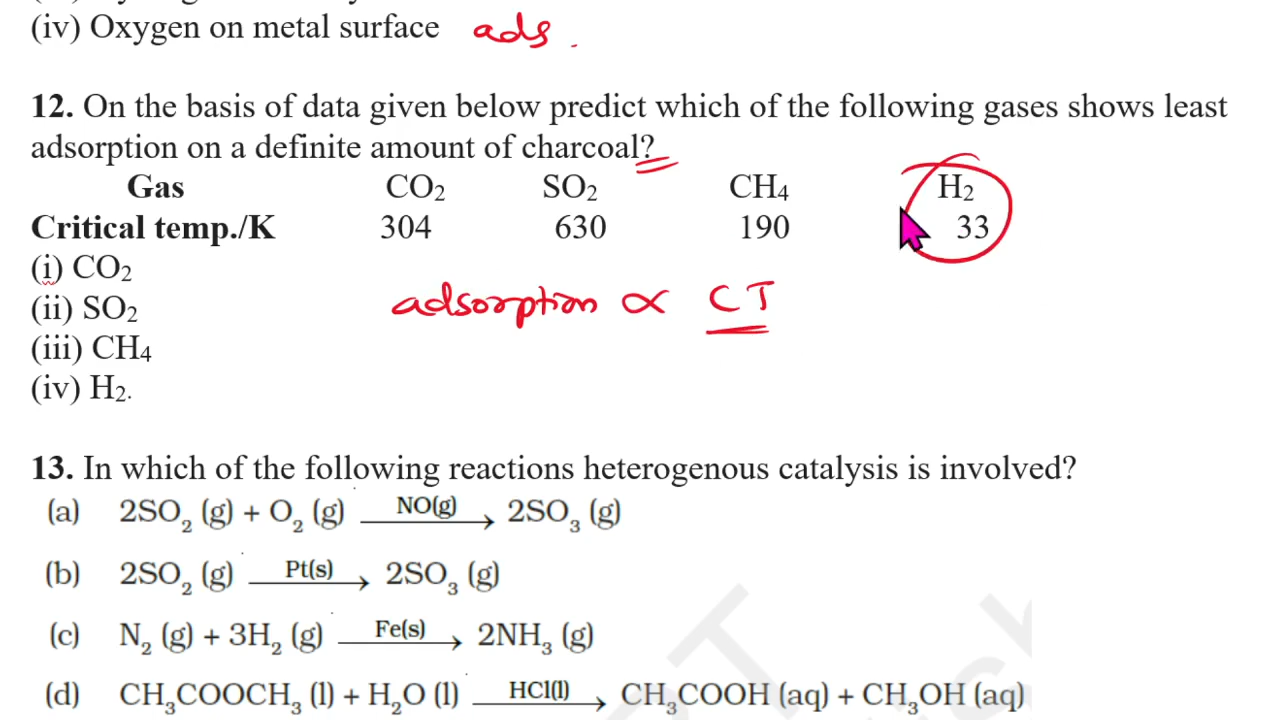 (iv) Oxygen on metal surface ads.
12. On the basis of data given below predict which of the following gases shows least
adsorption on a definite amount of charcoal?
Gas CO₂ SO₂ CH₄ H₂
Critical temp./K 304 630 190 33
(i) CO₂
adsorption ∝ CT
(ii) SO₂
(iii) CH₄
(iv) H₂.
13. In which of the following reactions heterogenous catalysis is involved?
(a) 2SO₂ (g) + O₂ (g) NO(g)→ 2SO₃ (g)
(b) 2SO₂ (g) Pt(s)→ 2SO₃ (g)
(c) N₂ (g) + 3H₂ (g) Fe(s)→ 2NH₃ (g)
(d) CH₃COOCH₃ (l) + H₂O (l) HCl(l)→ CH₃COOH (aq) + CH₃OH (aq)